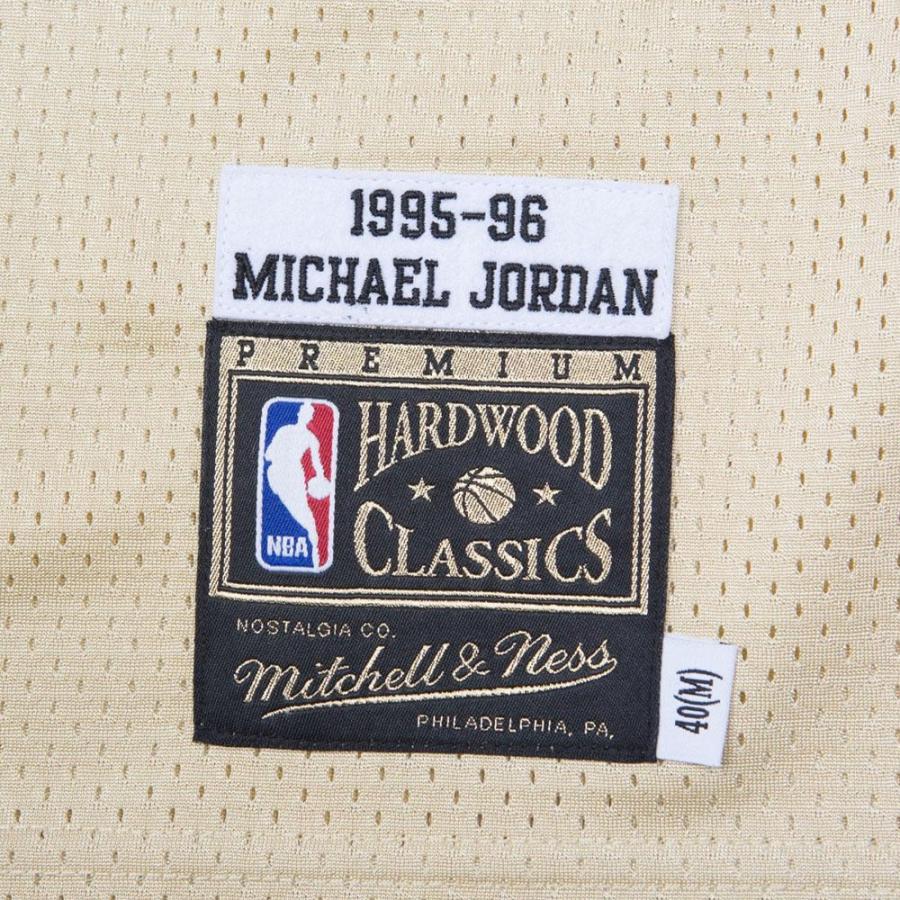 1995-96
MICHAEL JORDAN
PREMIUM
HARDWOOD
CLASSICS
NBA
NOSTALGIA CO.
Mitchell & Ness
PHILADELPHIA, PA,
40(M)